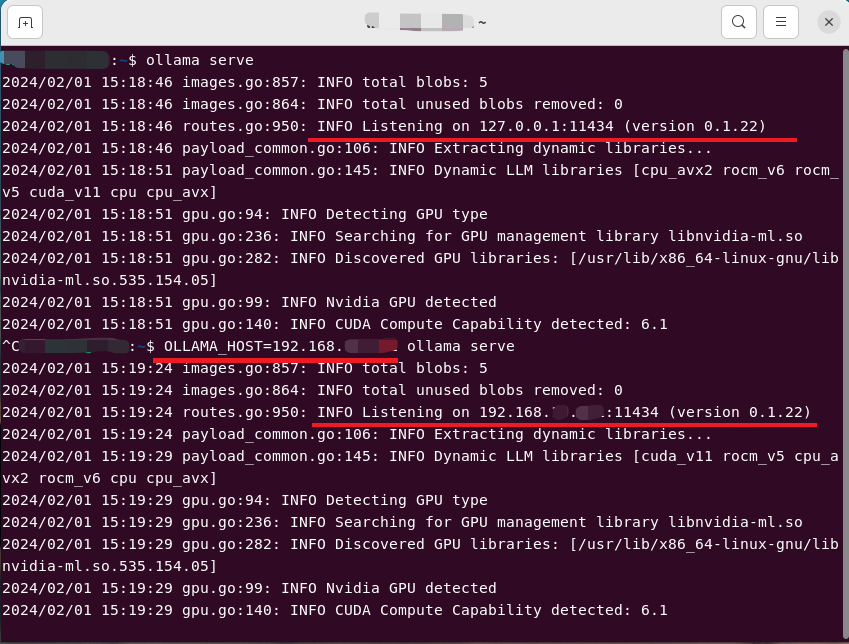 ~
:~$ ollama serve
2024/02/01 15:18:46 images.go:857: INFO total blobs: 5
2024/02/01 15:18:46 images.go:864: INFO total unused blobs removed: 0
2024/02/01 15:18:46 routes.go:950: INFO Listening on 127.0.0.1:11434 (version 0.1.22)
2024/02/01 15:18:46 payload_common.go:106: INFO Extracting dynamic libraries...
2024/02/01 15:18:51 payload_common.go:145: INFO Dynamic LLM libraries [cpu_avx2 rocm_v6 rocm_
v5 cuda_v11 cpu cpu_avx]
2024/02/01 15:18:51 gpu.go:94: INFO Detecting GPU type
2024/02/01 15:18:51 gpu.go:236: INFO Searching for GPU management library libnvidia-ml.so
2024/02/01 15:18:51 gpu.go:282: INFO Discovered GPU libraries: [/usr/lib/x86_64-linux-gnu/lib
nvidia-ml.so.535.154.05]
2024/02/01 15:18:51 gpu.go:99: INFO Nvidia GPU detected
2024/02/01 15:18:51 gpu.go:140: INFO CUDA Compute Capability detected: 6.1
^C :~$ OLLAMA_HOST=192.168. ollama serve
2024/02/01 15:19:24 images.go:857: INFO total blobs: 5
2024/02/01 15:19:24 images.go:864: INFO total unused blobs removed: 0
2024/02/01 15:19:24 routes.go:950: INFO Listening on 192.168. . :11434 (version 0.1.22)
2024/02/01 15:19:24 payload_common.go:106: INFO Extracting dynamic libraries...
2024/02/01 15:19:29 payload_common.go:145: INFO Dynamic LLM libraries [cuda_v11 rocm_v5 cpu_a
vx2 rocm_v6 cpu cpu_avx]
2024/02/01 15:19:29 gpu.go:94: INFO Detecting GPU type
2024/02/01 15:19:29 gpu.go:236: INFO Searching for GPU management library libnvidia-ml.so
2024/02/01 15:19:29 gpu.go:282: INFO Discovered GPU libraries: [/usr/lib/x86_64-linux-gnu/lib
nvidia-ml.so.535.154.05]
2024/02/01 15:19:29 gpu.go:99: INFO Nvidia GPU detected
2024/02/01 15:19:29 gpu.go:140: INFO CUDA Compute Capability detected: 6.1